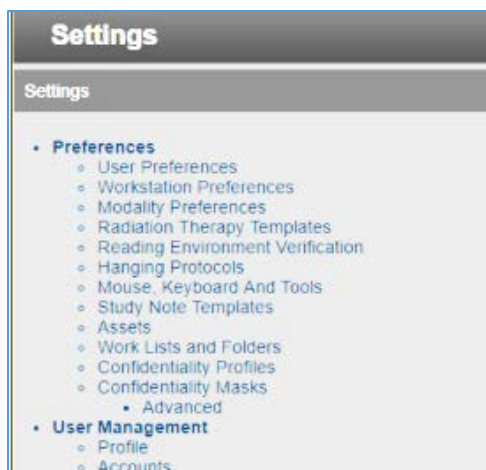 Settings
Settings
Preferences
User Preferences
Workstation Preferences
Modality Preferences
Radiation Therapy Templates
Reading Environment Verification
Hanging Protocols
Mouse, Keyboard And Tools
Study Note Templates
Assets
Work Lists and Folders
Confidentiality Profiles
Confidentiality Masks
Advanced
User Management
Profile
Accounts